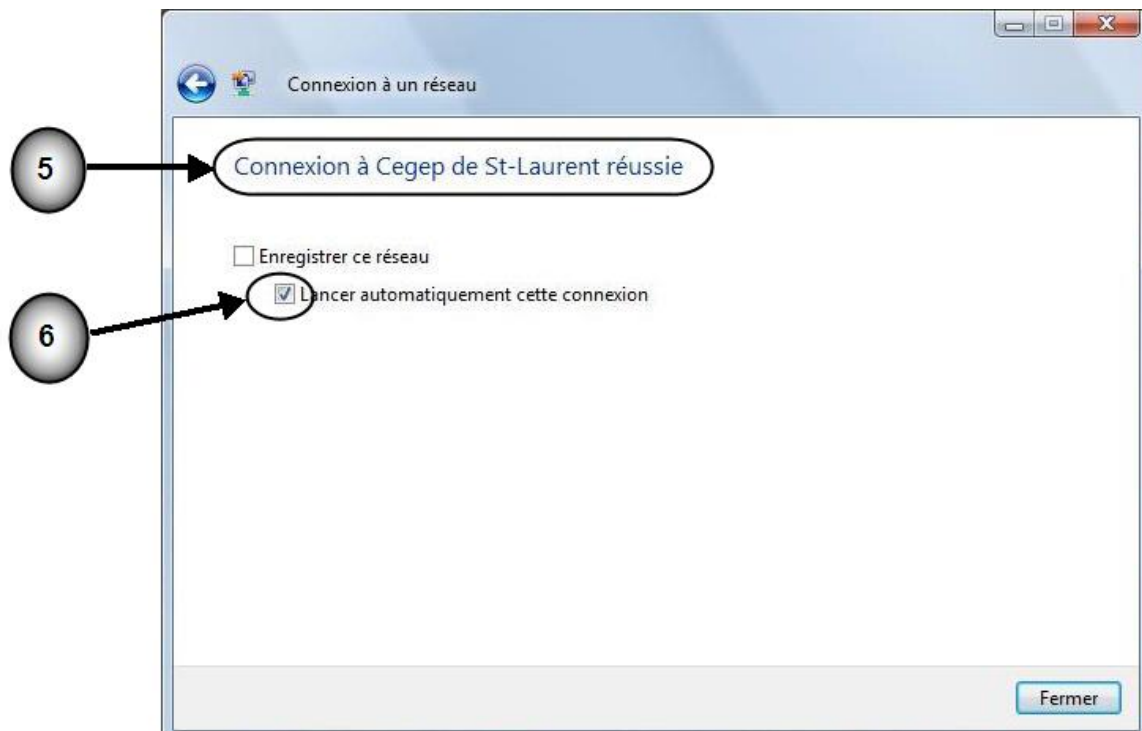 Connexion à un réseau
5
Connexion à Cegep de St-Laurent réussie
Enregistrer ce réseau
6
Lancer automatiquement cette connexion
Fermer